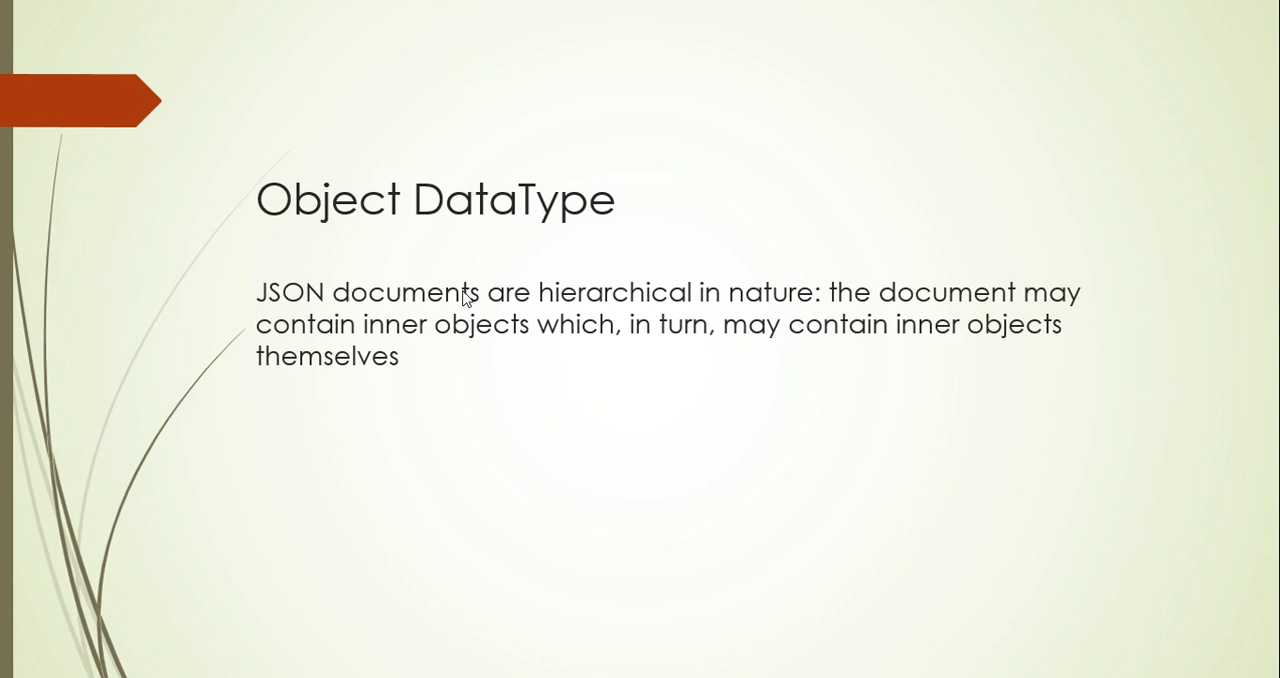 Object DataType
JSON documents are hierarchical in nature: the document may
contain inner objects which, in turn, may contain inner objects
themselves